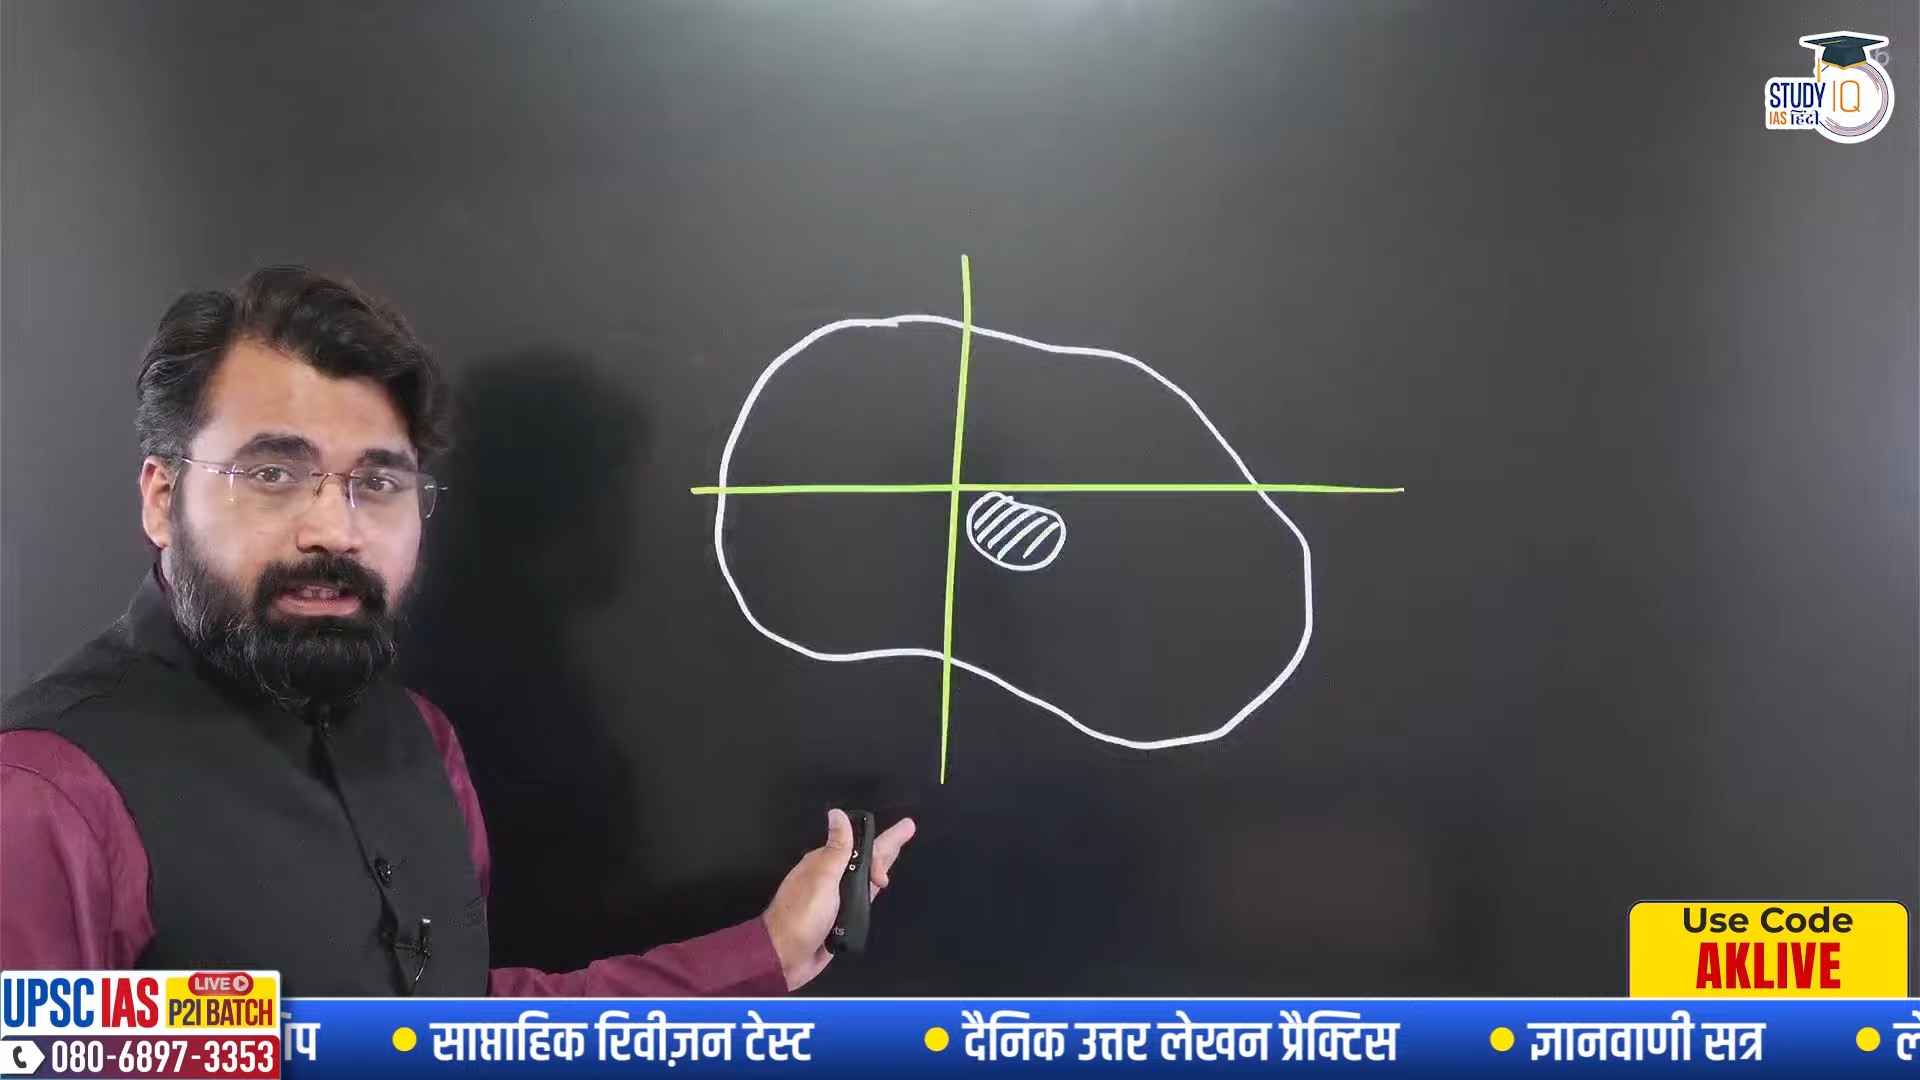 STUDY IQ
IAS हिंदी
Use Code
AKLIVE
UPSC IAS
LIVE
P2I BATCH
080-6897-3353
साप्ताहिक रिवीज़न टेस्ट
दैनिक उत्तर लेखन प्रैक्टिस
ज्ञानवाणी सत्र